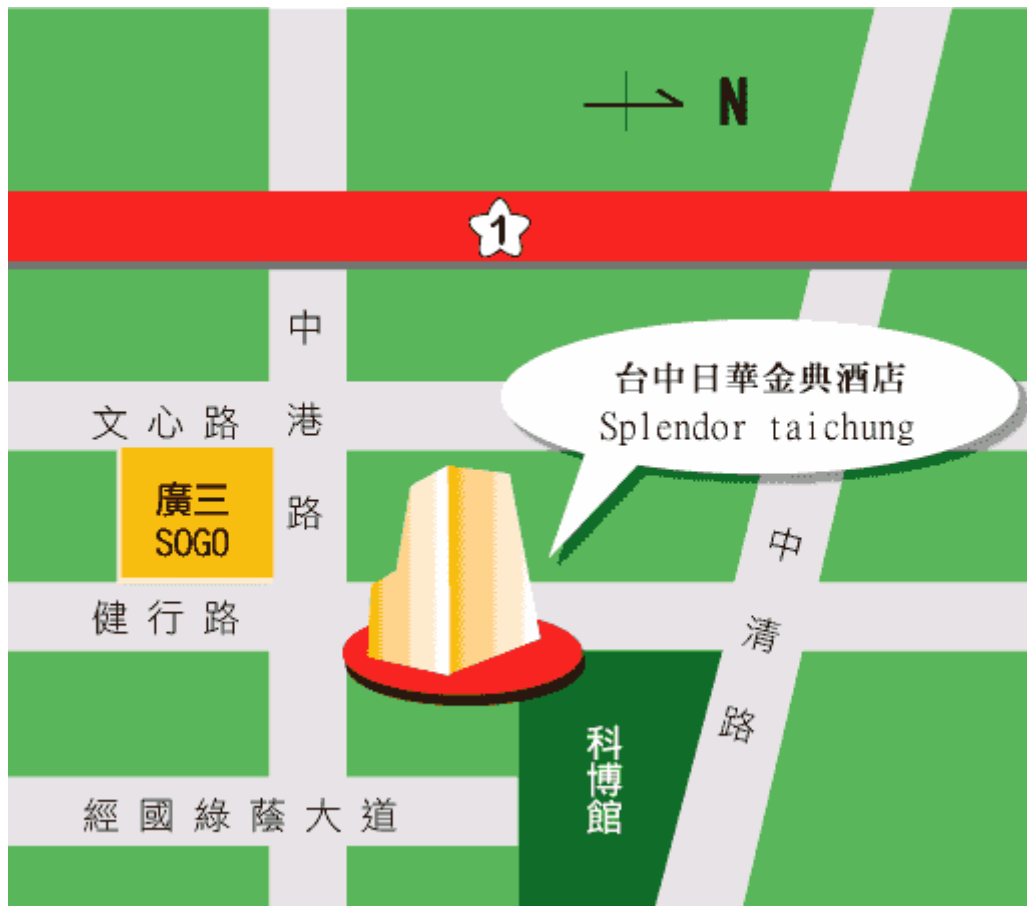 N
1
台中日華金典酒店
Splendor taichung
中港路
文心路
廣三
SOGO
中清路
健行路
科博館
經國綠蔭大道